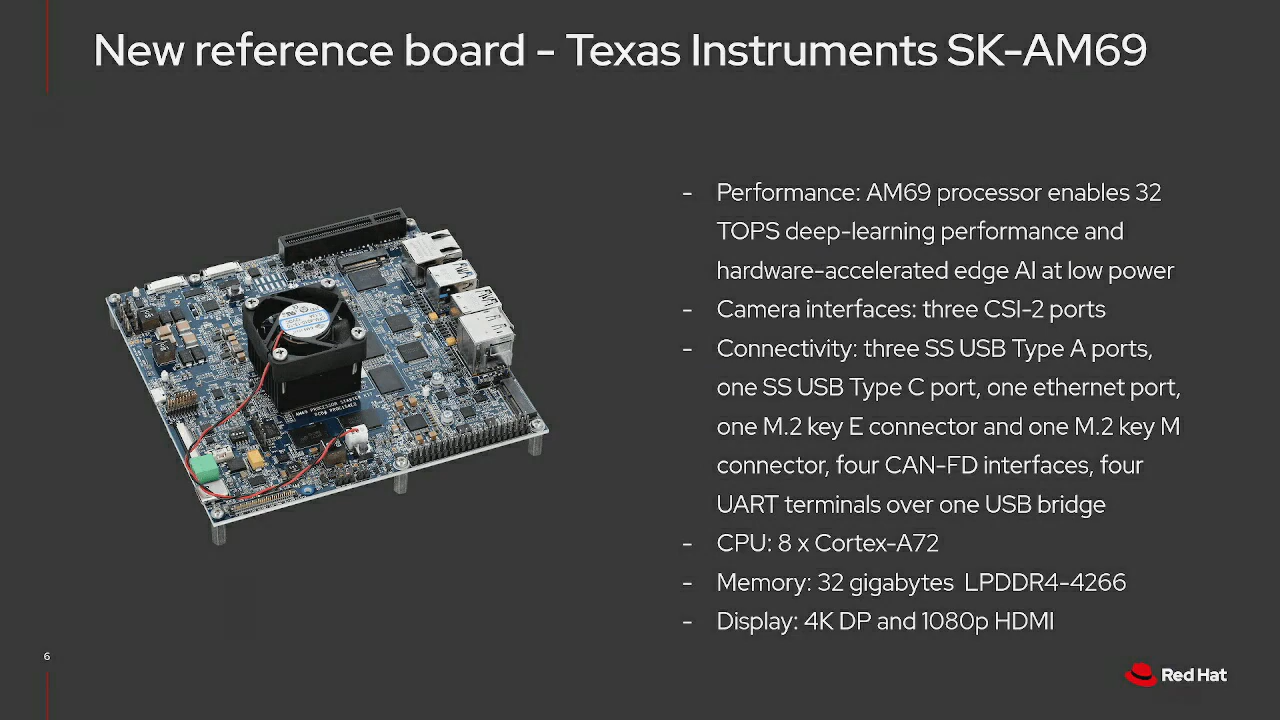 New reference board - Texas Instruments SK-AM69
- Performance: AM69 processor enables 32
TOPS deep-learning performance and
hardware-accelerated edge AI at low power
- Camera interfaces: three CSI-2 ports
- Connectivity: three SS USB Type A ports,
one SS USB Type C port, one ethernet port,
one M.2 key E connector and one M.2 key M
connector, four CAN-FD interfaces, four
UART terminals over one USB bridge
- CPU: 8 x Cortex-A72
- Memory: 32 gigabytes  LPDDR4-4266
- Display: 4K DP and 1080p HDMI
AM69 PROCESSOR STARTER KIT
6
Red Hat